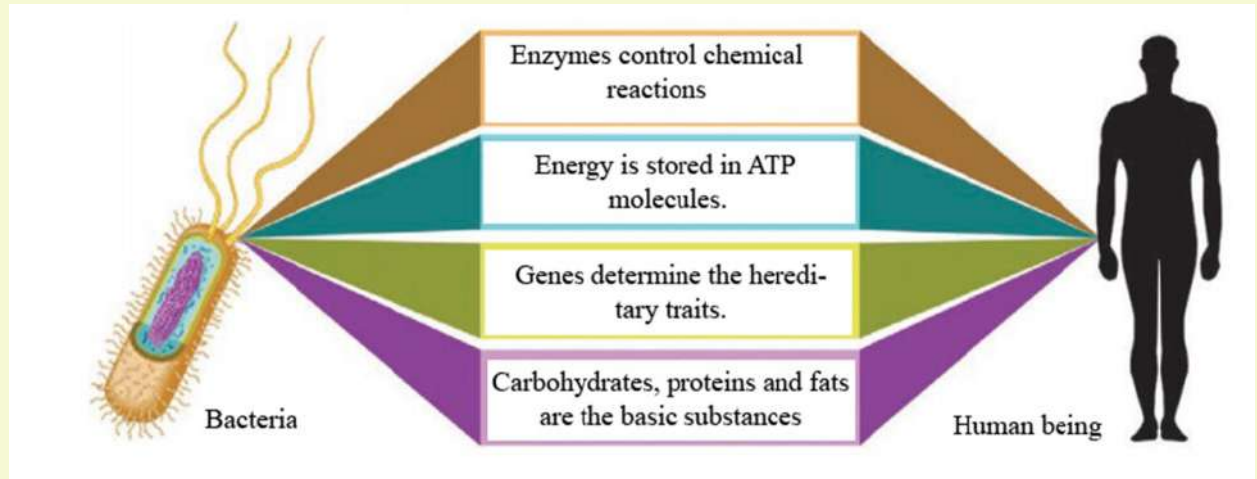 Enzymes control chemical
reactions
Energy is stored in ATP
molecules.
Genes determine the heredi-
tary traits.
Carbohydrates, proteins and fats
are the basic substances
Bacteria
Human being